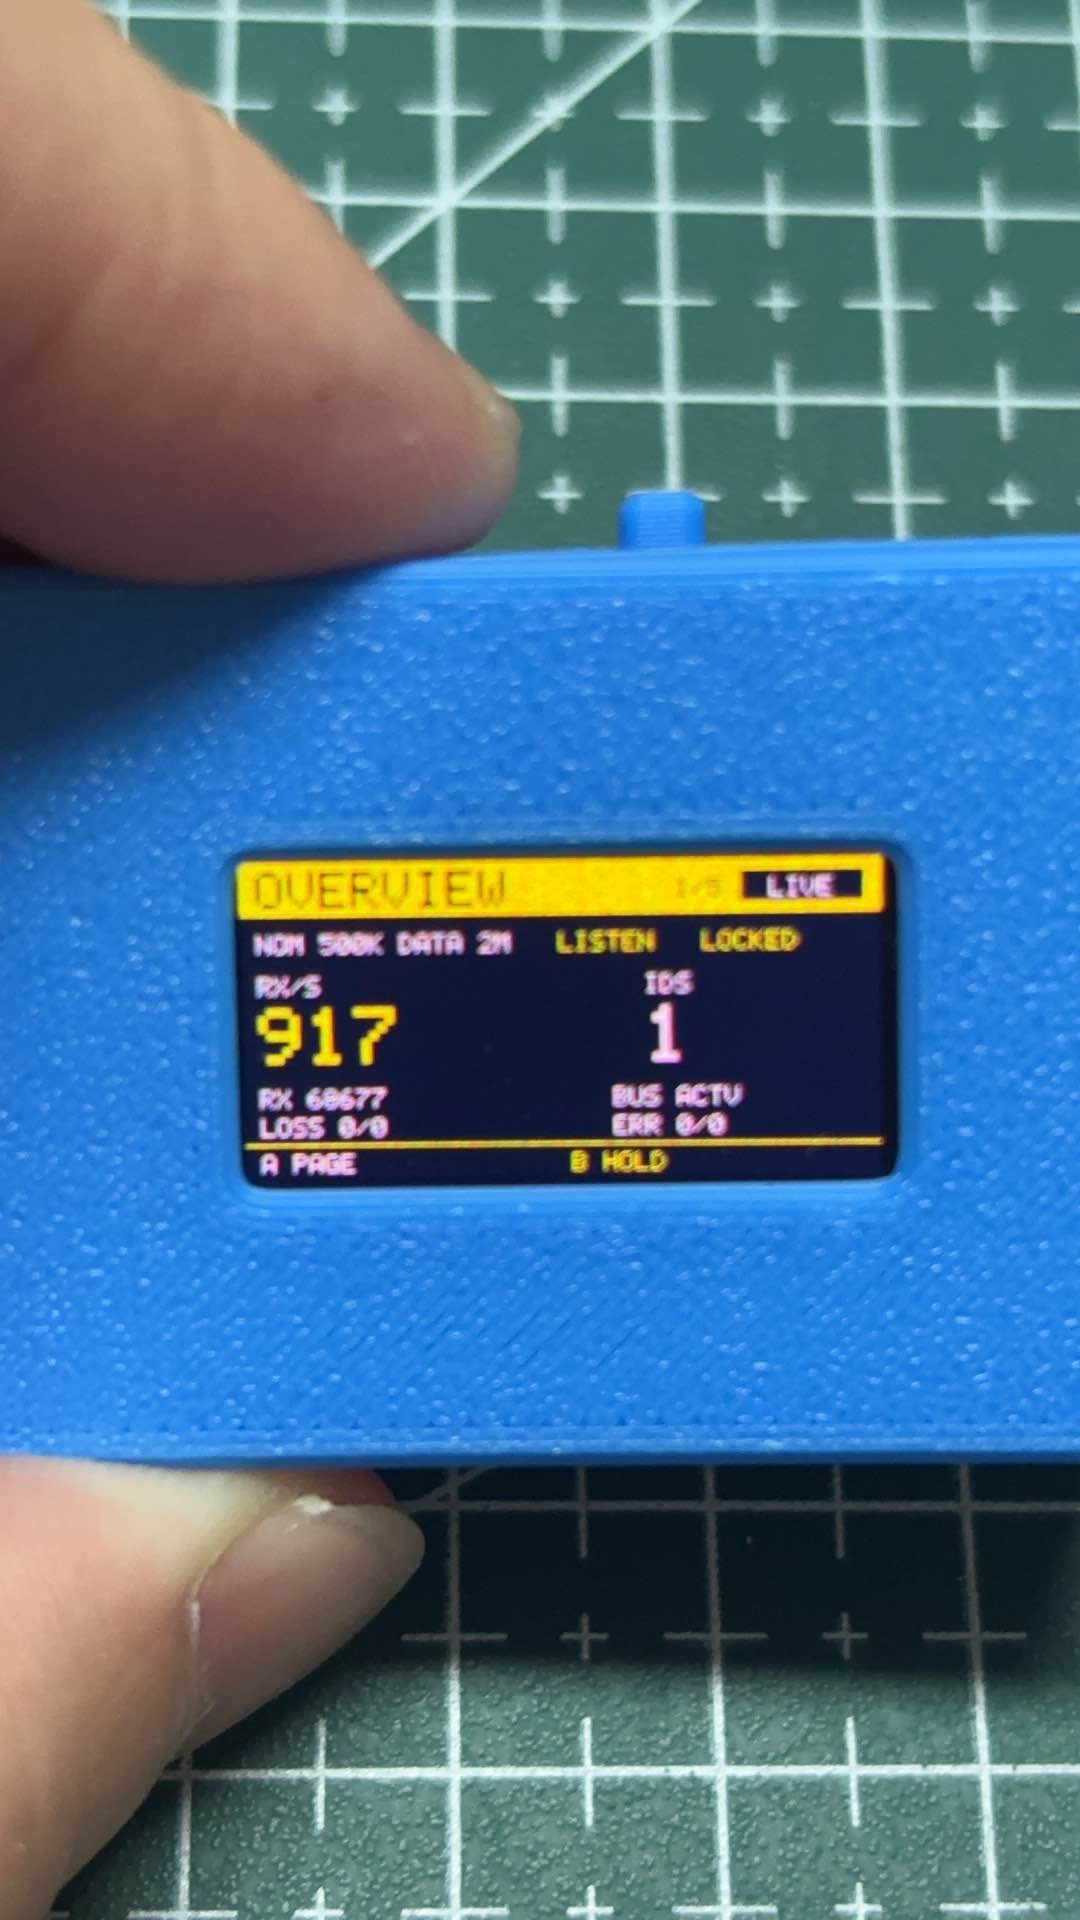 OVERVIEW 1/5 LIVE
NOM 500K DATA 2M LISTEN LOCKED
RX/S IDS
917 1
RX 68677 BUS ACTV
LOSS 0/0 ERR 0/0
A PAGE B HOLD